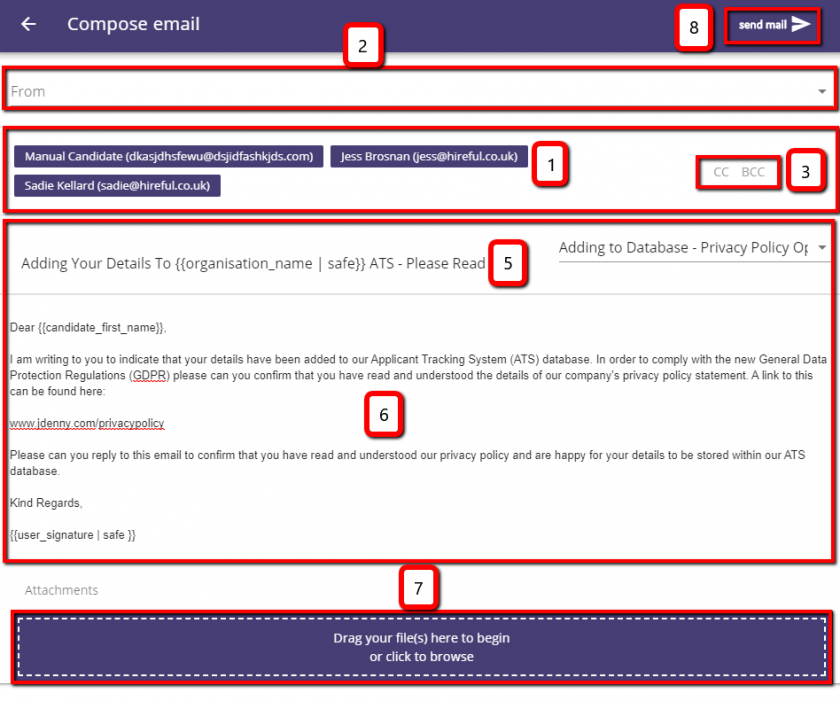 Compose email
8
send mail
2
From
Manual Candidate (dkasjdhsfewu@dsjidfashkjds.com)
Jess Brosnan (jess@hireful.co.uk)
1
CC BCC
3
Sadie Kellard (sadie@hireful.co.uk)
Adding Your Details To {{organisation_name | safe}} ATS - Please Read
5
Adding to Database - Privacy Policy Op
Dear {{candidate_first_name}},
I am writing to you to indicate that your details have been added to our Applicant Tracking System (ATS) database. In order to comply with the new General Data
Protection Regulations (GDPR) please can you confirm that you have read and understood the details of our company's privacy policy statement. A link to this
can be found here:
www.jdenny.com/privacypolicy
6
Please can you reply to this email to confirm that you have read and understood our privacy policy and are happy for your details to be stored within our ATS
database.
Kind Regards,
{{user_signature | safe }}
Attachments
7
Drag your file(s) here to begin
or click to browse